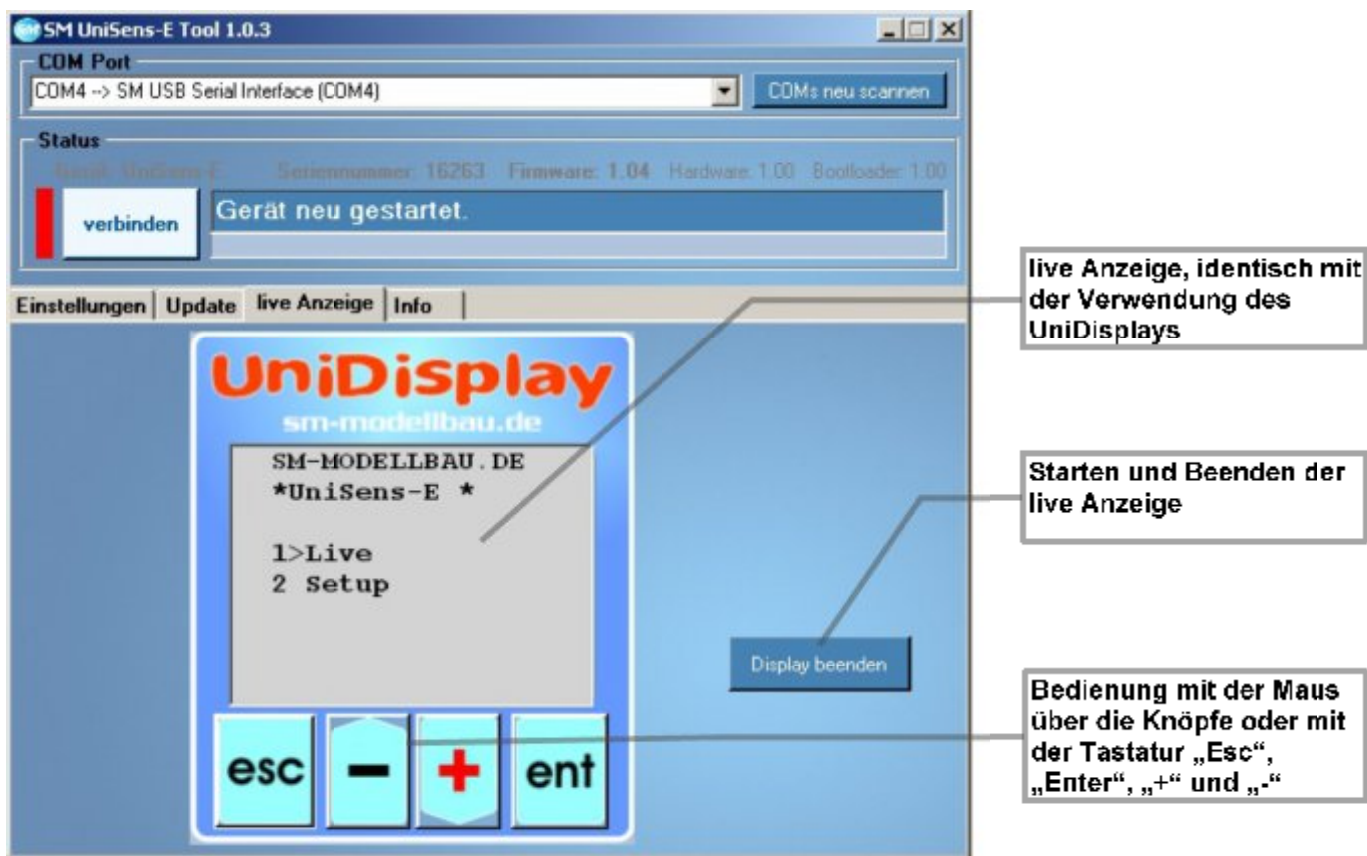 SM UniSens-E Tool 1.0.3
COM Port
COM4 --> SM USB Serial Interface (COM4)
COMs neu scannen
Status
Gerät: UniSens-E Seriennummer: 16263 Firmware: 1.04 Hardware: 1.00 Bootloader: 1.00
verbinden
Gerät neu gestartet.
Einstellungen Update live Anzeige Info
UniDisplay
sm-modellbau.de
SM-MODELLBAU.DE
*UniSens-E *
1>Live
2 Setup
esc - + ent
Display beenden
live Anzeige, identisch mit
der Verwendung des
UniDisplays
Starten und Beenden der
live Anzeige
Bedienung mit der Maus
über die Knöpfe oder mit
der Tastatur „Esc“,
„Enter“, „+“ und „-“